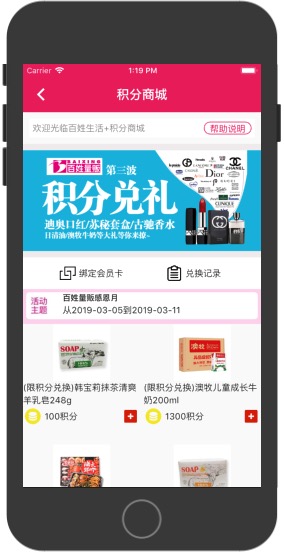 Carrier 1:19 PM
积分商城
欢迎光临百姓生活+积分商城 帮助说明
BAIXING
百姓量贩 第三波
积分兑礼
迪奥口红/苏秘套盒/古驰香水
日清油/澳牧牛奶等大礼等你来撩~
CHANEL
Dior
CLINIQUE
绑定会员卡 兑换记录
活动主题
百姓量贩感恩月
从2019-03-05到2019-03-11
SOAP
(限积分兑换)韩宝莉抹茶清爽
羊乳皂248g
100积分
澳牧
(限积分兑换)澳牧儿童成长牛
奶200ml
1300积分
SOAP